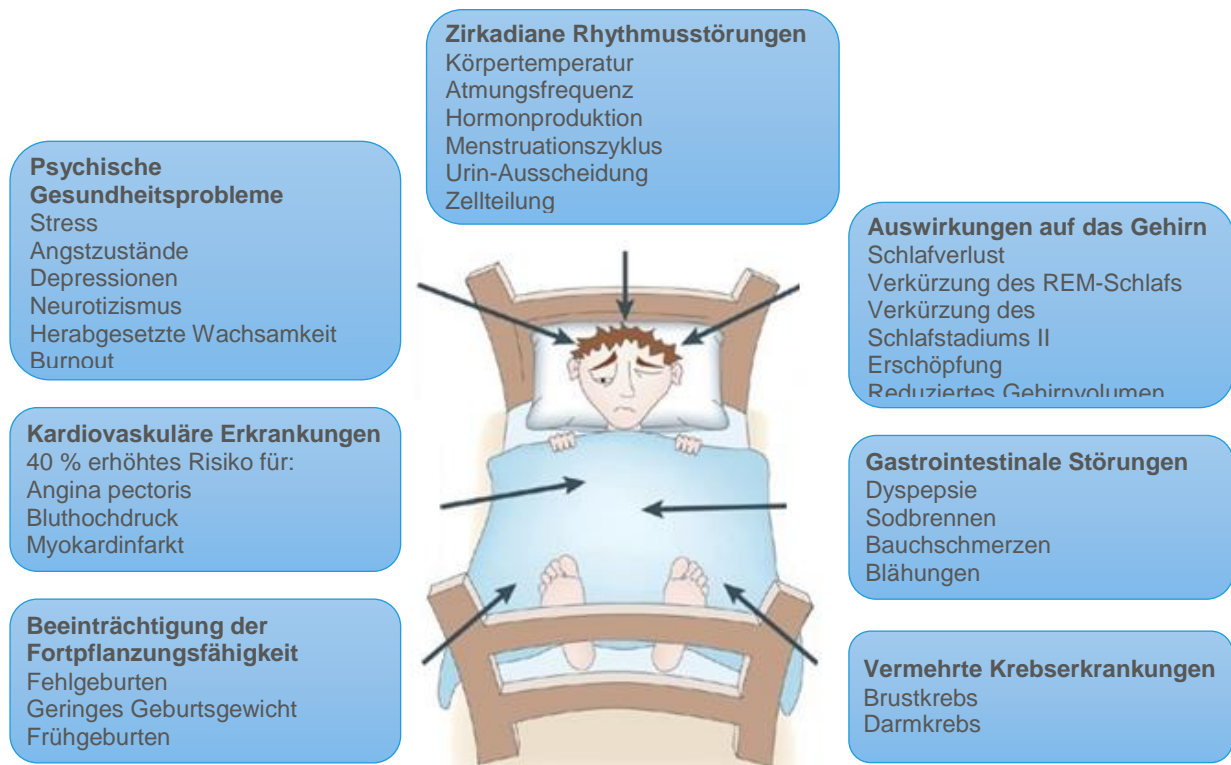 Zirkadiane Rhythmusstörungen
Körpertemperatur
Atmungsfrequenz
Hormonproduktion
Menstruationszyklus
Urin-Ausscheidung
Zellteilung
Psychische
Gesundheitsprobleme
Stress
Angstzustände
Depressionen
Neurotizismus
Herabgesetzte Wachsamkeit
Burnout
Auswirkungen auf das Gehirn
Schlafverlust
Verkürzung des REM-Schlafs
Verkürzung des
Schlafstadiums II
Erschöpfung
Reduziertes Gehirnvolumen
Kardiovaskuläre Erkrankungen
40 % erhöhtes Risiko für:
Angina pectoris
Bluthochdruck
Myokardinfarkt
Gastrointestinale Störungen
Dyspepsie
Sodbrennen
Bauchschmerzen
Blähungen
Beeinträchtigung der
Fortpflanzungsfähigkeit
Fehlgeburten
Geringes Geburtsgewicht
Frühgeburten
Vermehrte Krebserkrankungen
Brustkrebs
Darmkrebs